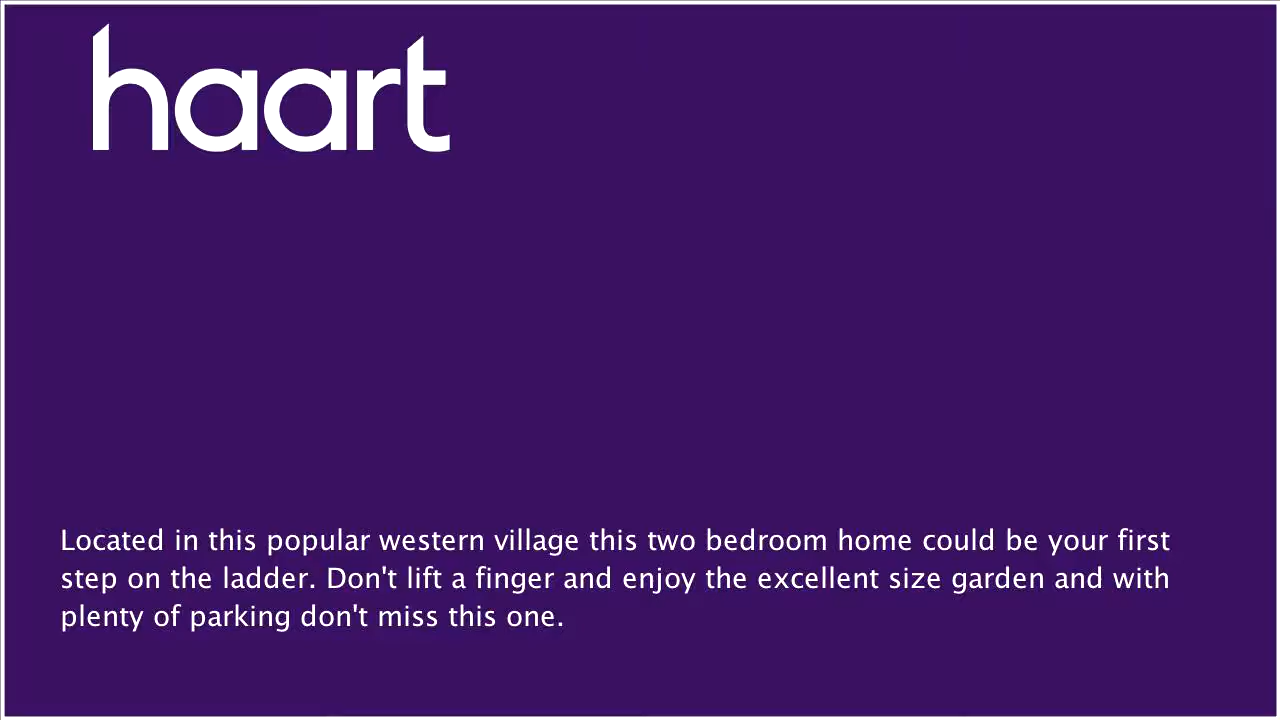 haart
Located in this popular western village this two bedroom home could be your first
step on the ladder. Don't lift a finger and enjoy the excellent size garden and with
plenty of parking don't miss this one.